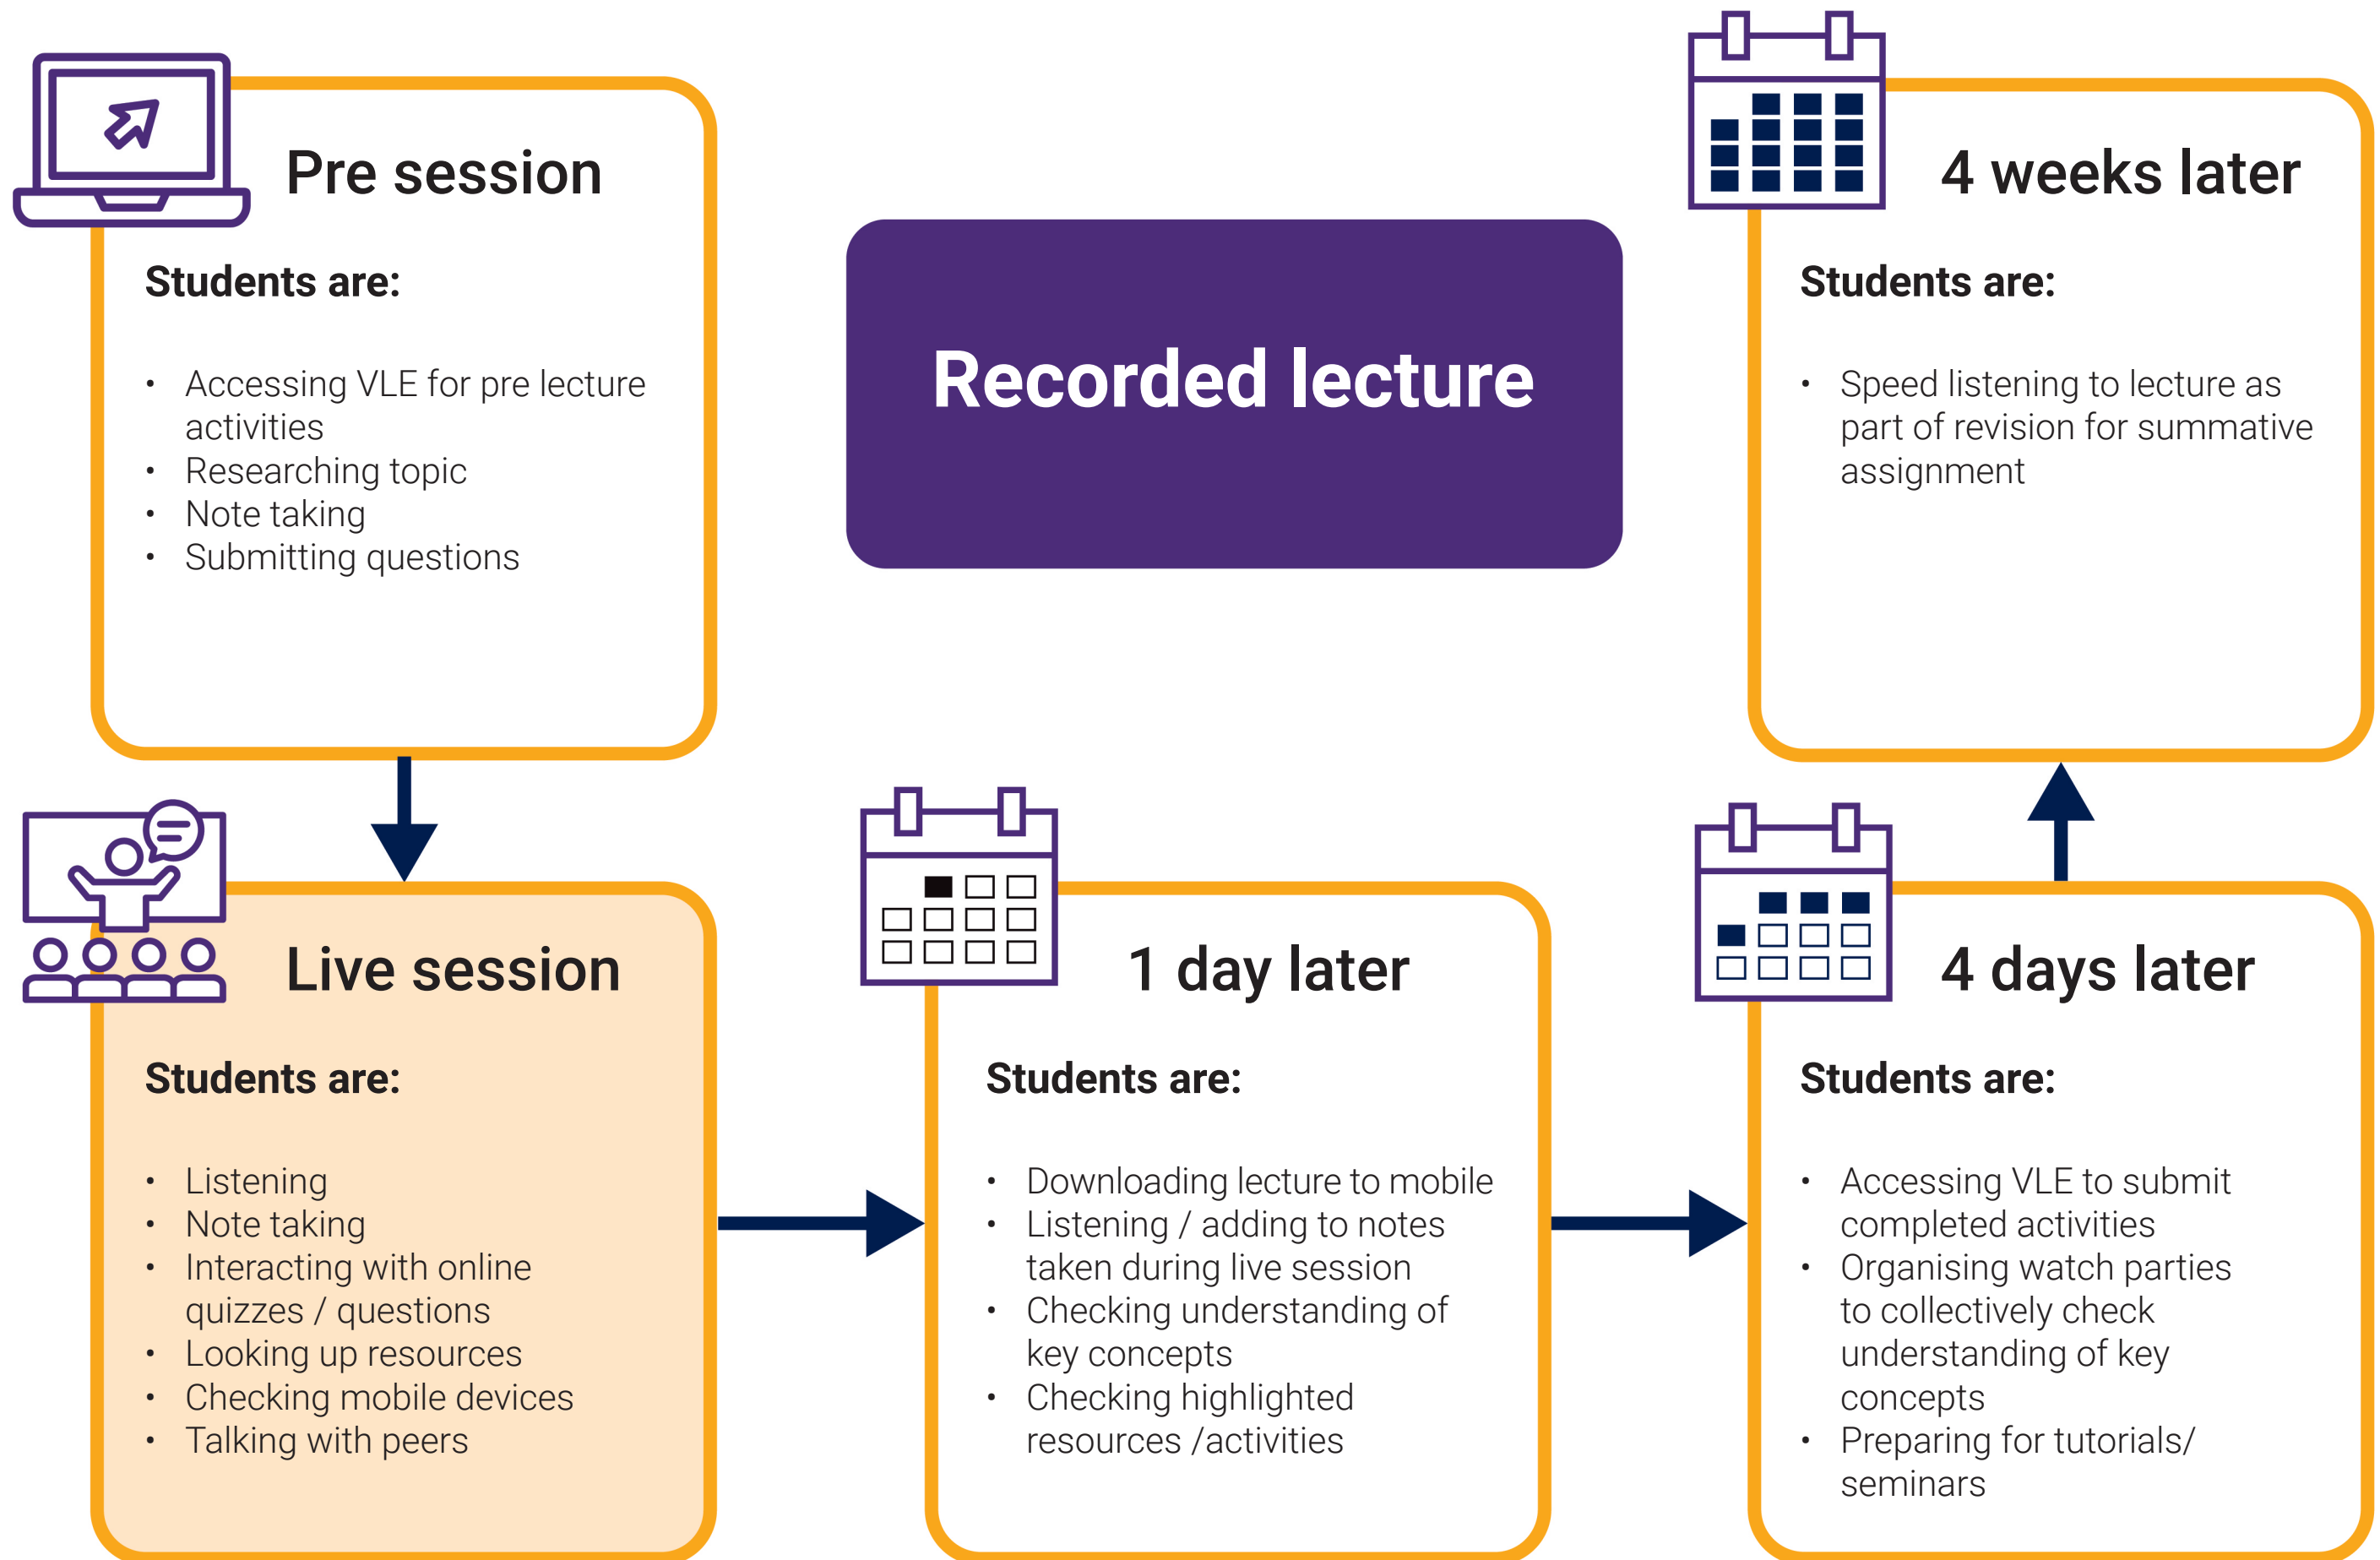 Pre session
Students are:
• Accessing VLE for pre lecture
activities
• Researching topic
• Note taking
• Submitting questions
Recorded lecture
4 weeks later
Students are:
• Speed listening to lecture as
part of revision for summative
assignment
Live session
Students are:
• Listening
• Note taking
• Interacting with online
quizzes / questions
• Looking up resources
• Checking mobile devices
• Talking with peers
1 day later
Students are:
• Downloading lecture to mobile
• Listening / adding to notes
taken during live session
• Checking understanding of
key concepts
• Checking highlighted
resources /activities
4 days later
Students are:
• Accessing VLE to submit
completed activities
• Organising watch parties
to collectively check
understanding of key
concepts
• Preparing for tutorials/
seminars